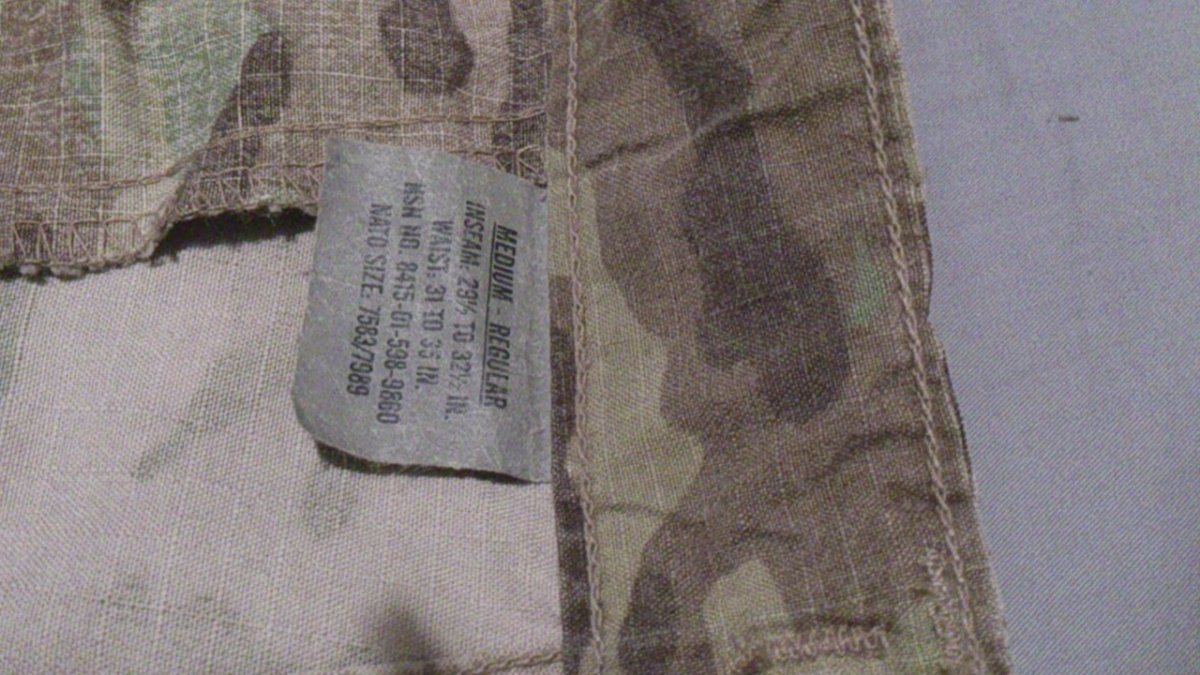 MEDIUM - REGULAR
INSEAM: 29½ TO 32½ IN.
WAIST: 31 TO 35 IN.
NSN NO. 8415-01-598-9860
NATO SIZE 7583/7989